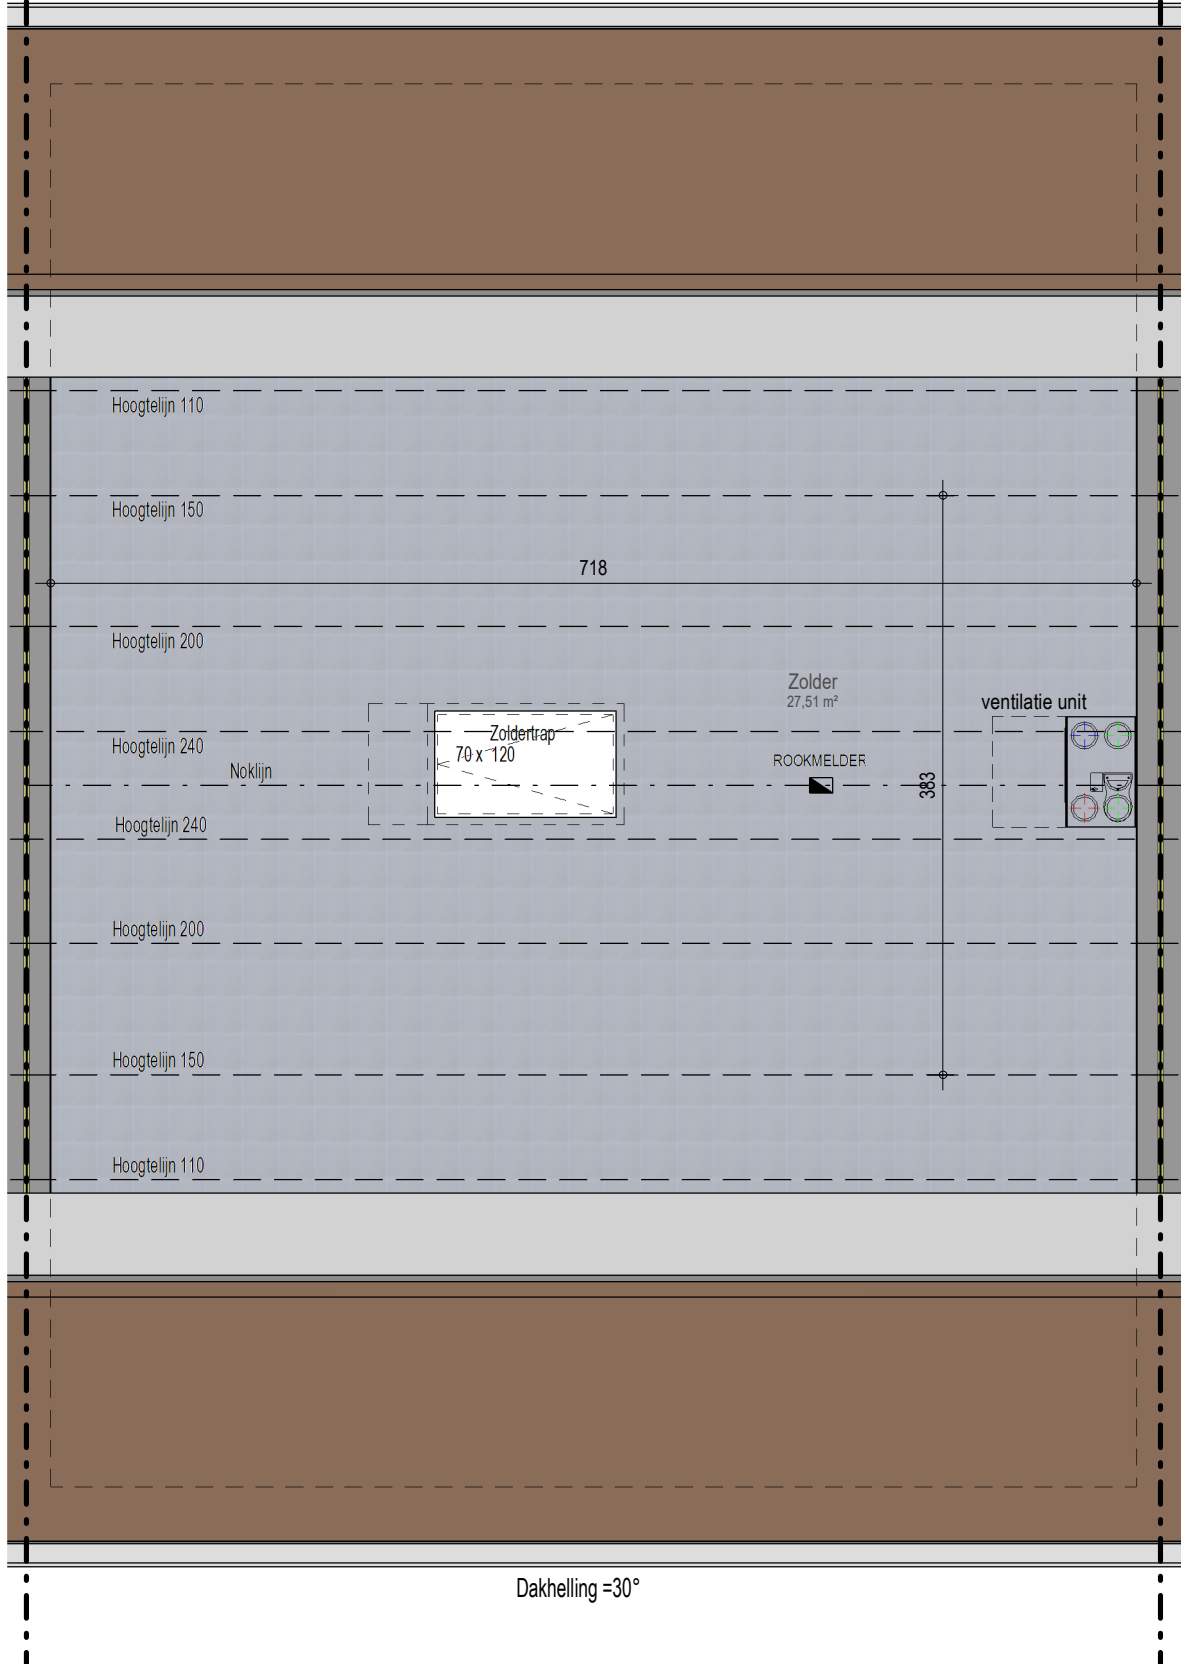 Hoogtelijn 110
Hoogtelijn 150
718
Hoogtelijn 200
Zolder
27,51 m²
ventilatie unit
Zoldertrap
70 x 120
Hoogtelijn 240
Noklijn
ROOKMELDER
383
Hoogtelijn 240
Hoogtelijn 200
Hoogtelijn 150
Hoogtelijn 110
Dakhelling =30°